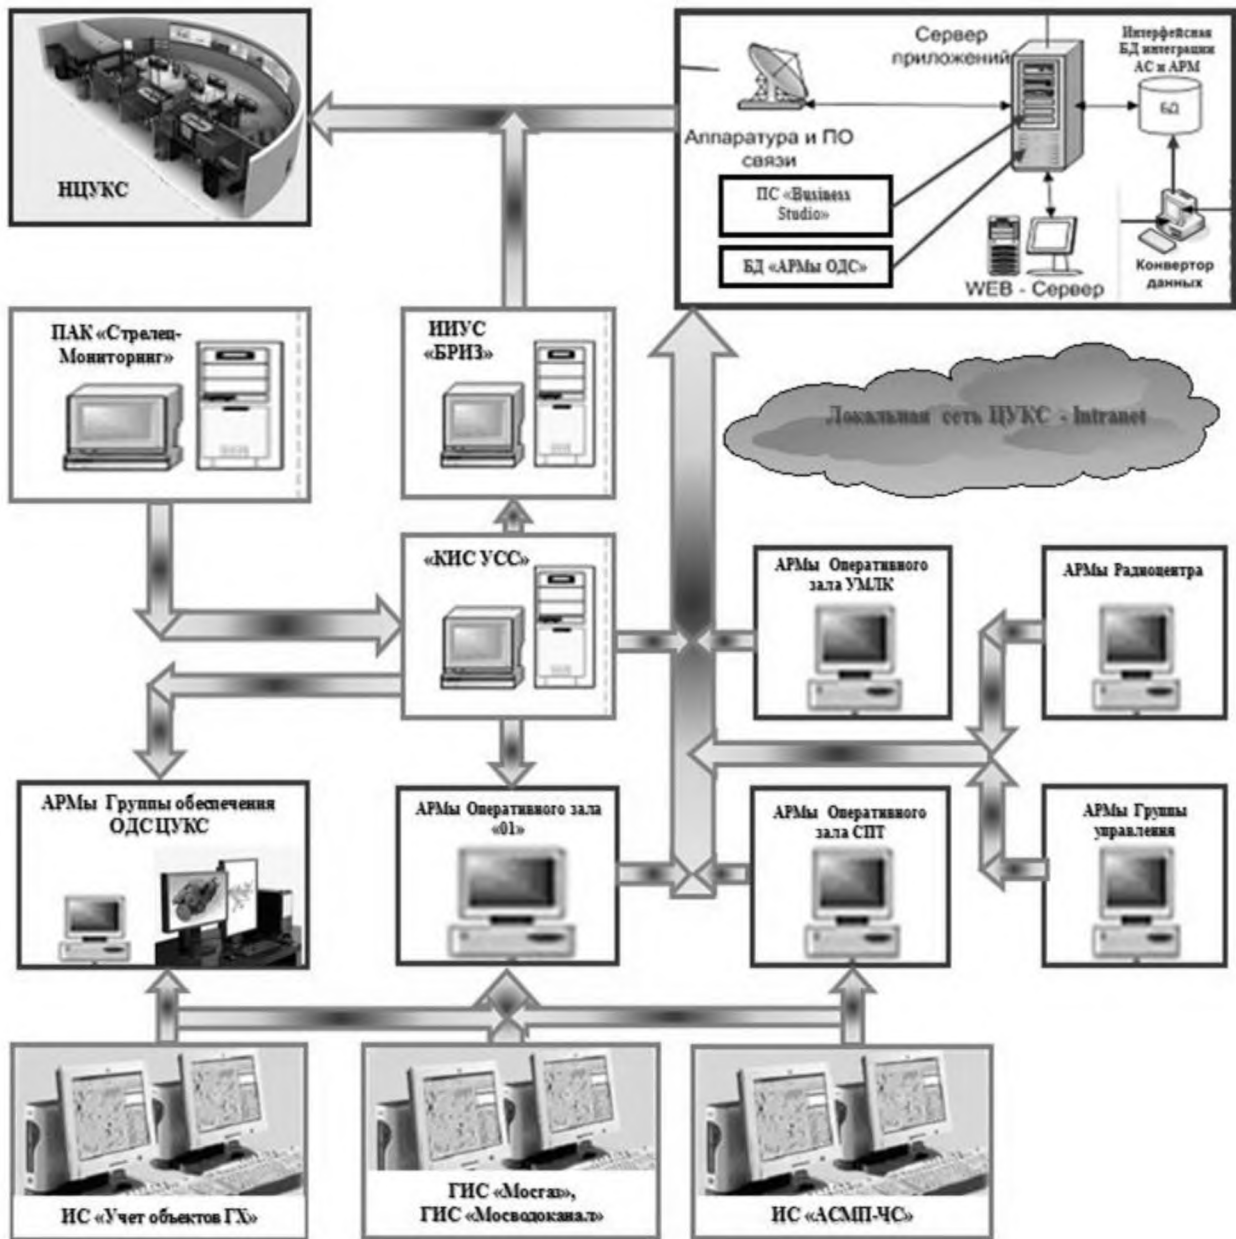 НЦУКС
Сервер
приложений
Интерфейсная
БД интеграции
АС и АРМ
БД
Аппаратура и ПО
связи
ПС «Business
Studio»
БД «АРМы ОДС»
WEB - Сервер
Конвертор
данных
ПАК «Стрелец-
Мониторинг»
ИИУС
«БРИЗ»
Локальная сеть ЦУКС - Intranet
«КИС УСС»
АРМы Оперативного
зала УМЛК
АРМы Радиоцентра
АРМы Группы обеспечения
ОДС ЦУКС
АРМы Оперативного зала
«01»
АРМы Оперативного
зала СПТ
АРМы Группы
управления
ИС «Учет объектов ГХ»
ГИС «Мосгаз»,
ГИС «Мосводоканал»
ИС «АСМП-ЧС»